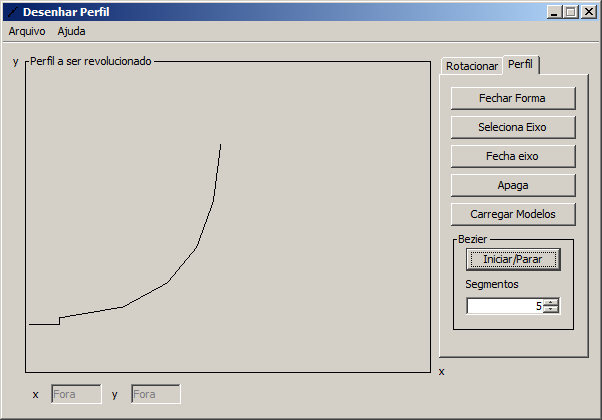 Desenhar Perfil
Arquivo Ajuda
y Perfil a ser revolucionado
Rotacionar Perfil
Fechar Forma
Seleciona Eixo
Fecha eixo
Apaga
Carregar Modelos
Bezier
Iniciar/Parar
Segmentos
5
x
x Fora y Fora